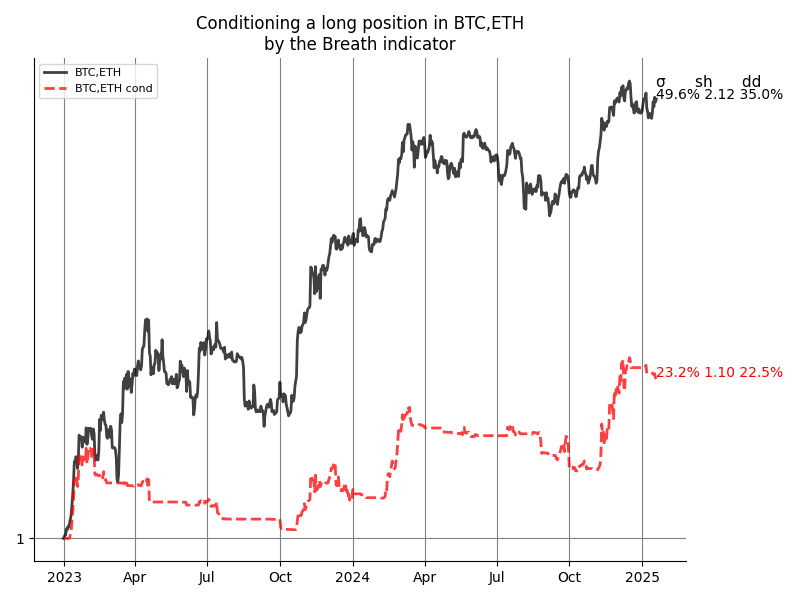 Conditioning a long position in BTC,ETH
by the Breath indicator
BTC,ETH
BTC,ETH cond
σ sh dd
49.6% 2.12 35.0%
23.2% 1.10 22.5%
1
2023 Apr Jul Oct 2024 Apr Jul Oct 2025